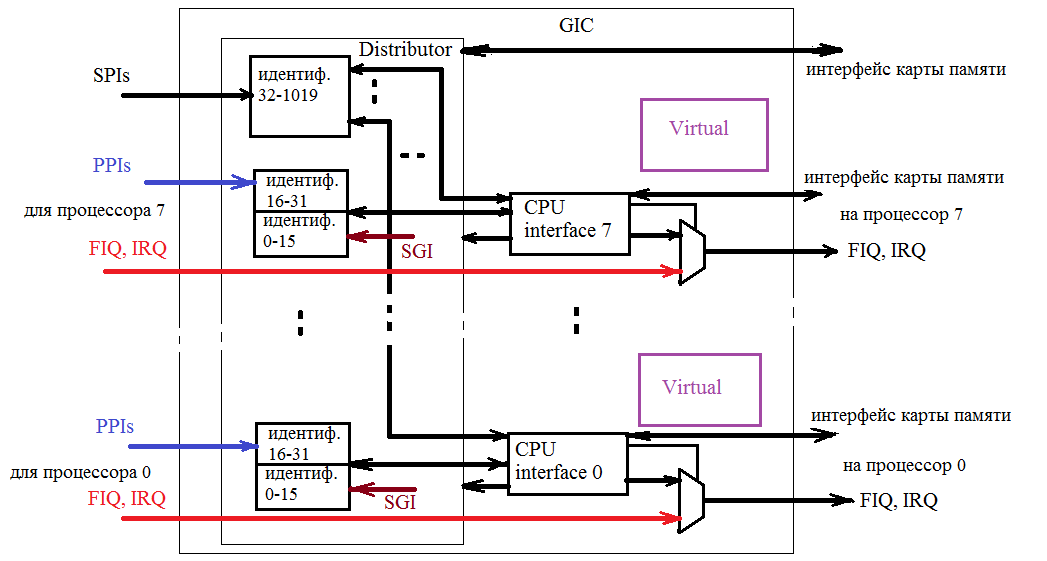 GIC
Distributor
интерфейс карты памяти
SPIs
идентиф.
32-1019
Virtual
PPIs
идентиф.
16-31
интерфейс карты памяти
для процессора 7
идентиф.
0-15
CPU
interface 7
на процессор 7
FIQ, IRQ
SGI
FIQ, IRQ
Virtual
PPIs
идентиф.
16-31
интерфейс карты памяти
для процессора 0
идентиф.
0-15
CPU
interface 0
на процессор 0
FIQ, IRQ
SGI
FIQ, IRQ